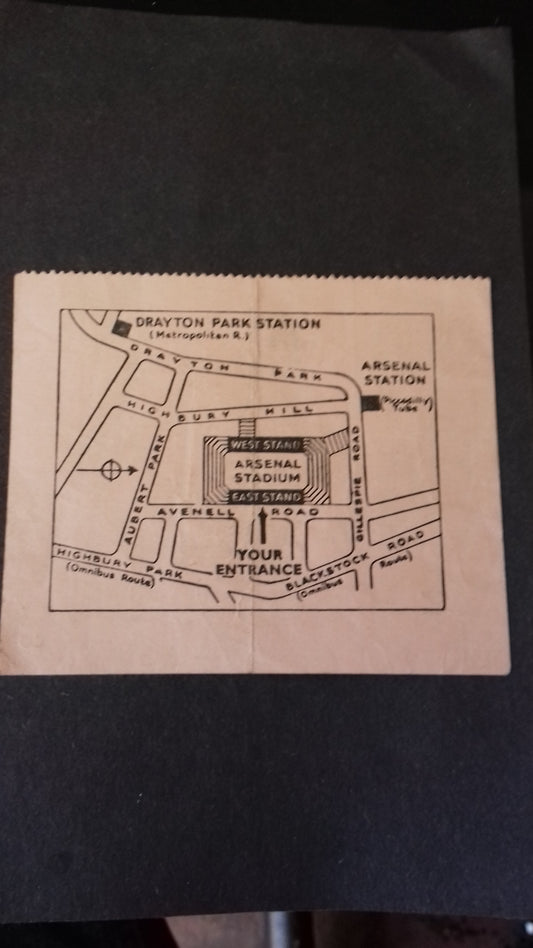 DRAYTON PARK STATION
(Metropolitan R.)
DRAYTON PARK
ARSENAL
STATION
(Piccadilly
Tube)
HIGHBURY HILL
WEST STAND
ARSENAL
STADIUM
EAST STAND
AUBERT PARK
GILLESPIE ROAD
AVENELL ROAD
YOUR
ENTRANCE
HIGHBURY PARK
(Omnibus Route)
BLACKSTOCK ROAD
(Omnibus Route)